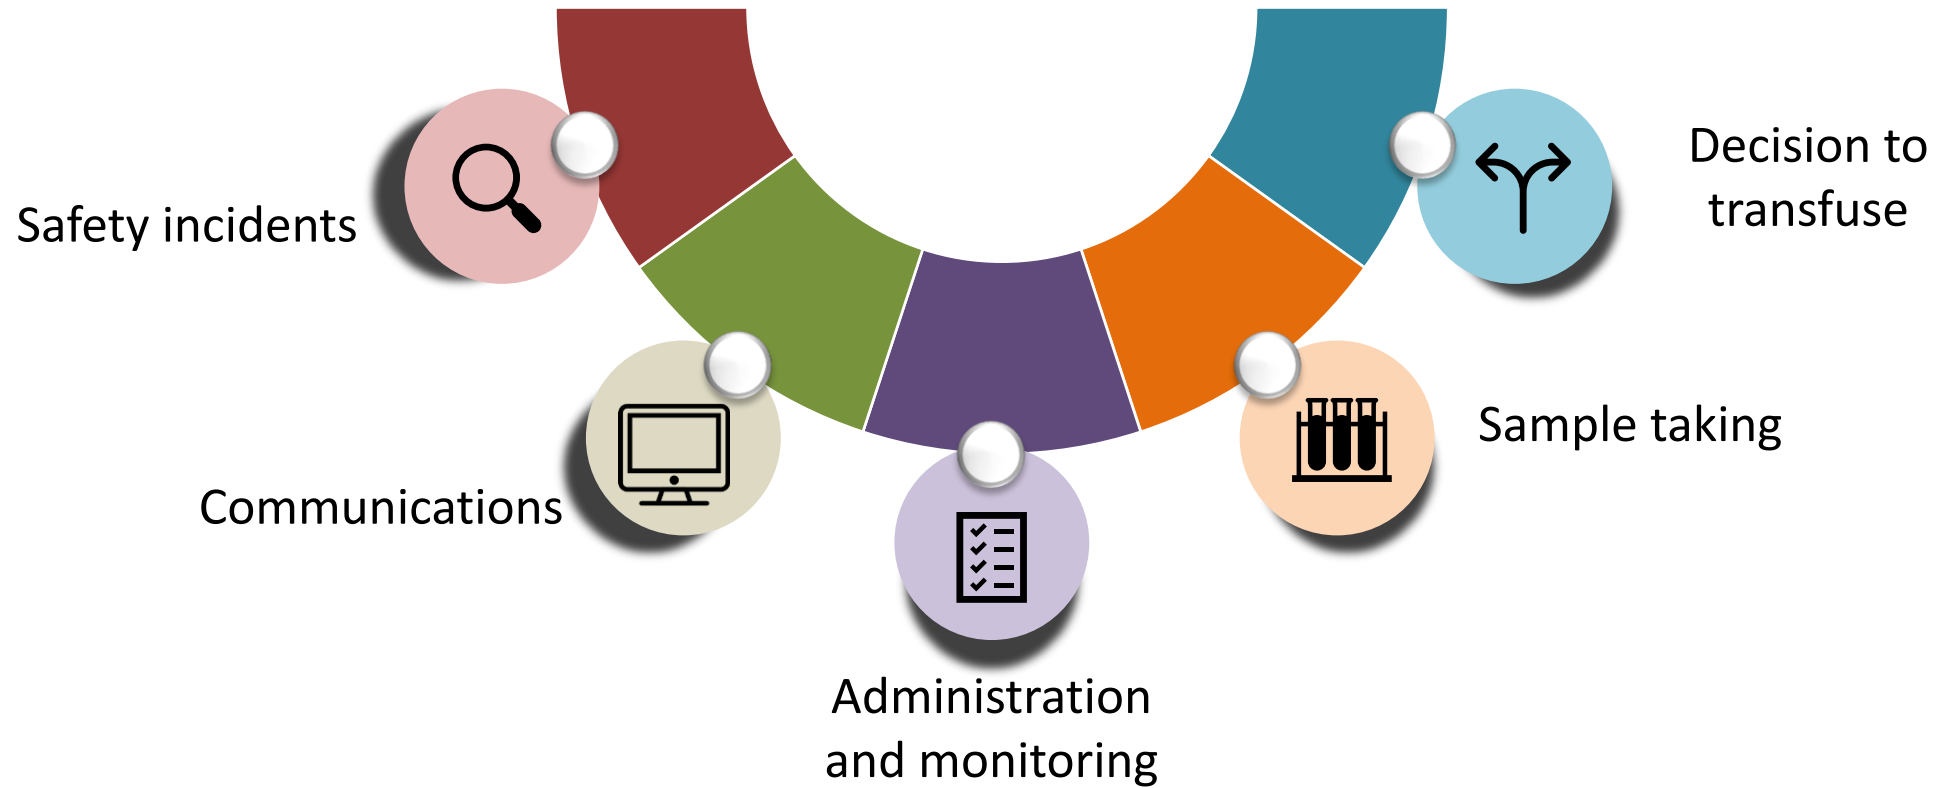 Decision to
transfuse
Safety incidents
Sample taking
Communications
Administration
and monitoring